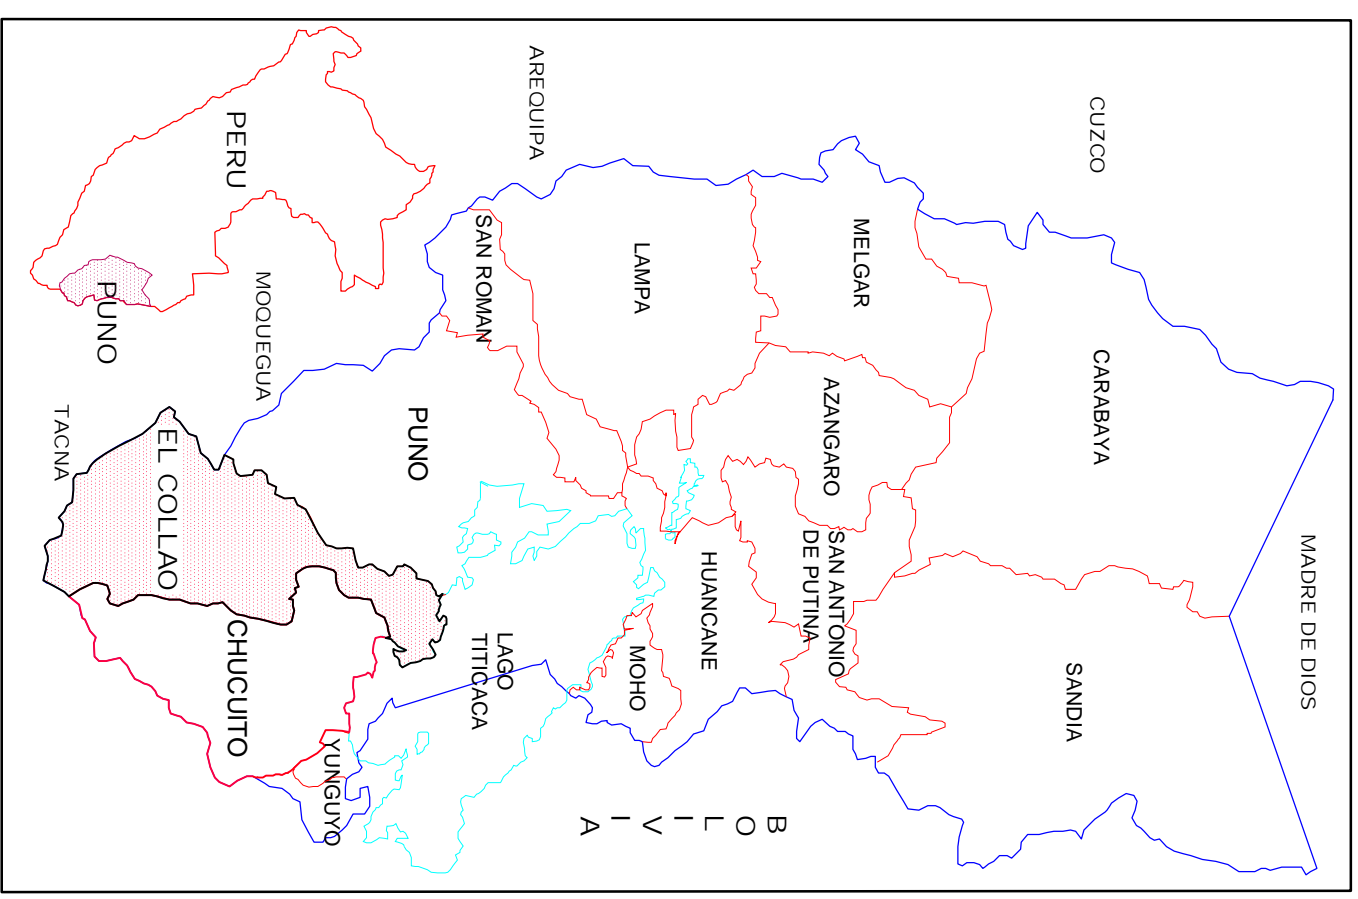 MADRE DE DIOS
CUZCO
CARABAYA
SANDIA
MELGAR
AZANGARO
SAN ANTONIO
DE PUTINA
HUANCANE
LAMPA
MOHO
B O L I V I A
AREQUIPA
SAN ROMAN
LAGO
TITICACA
PUNO
YUNGUYO
MOQUEGUA
CHUCUITO
PERU
EL COLLAO
PUNO
TACNA